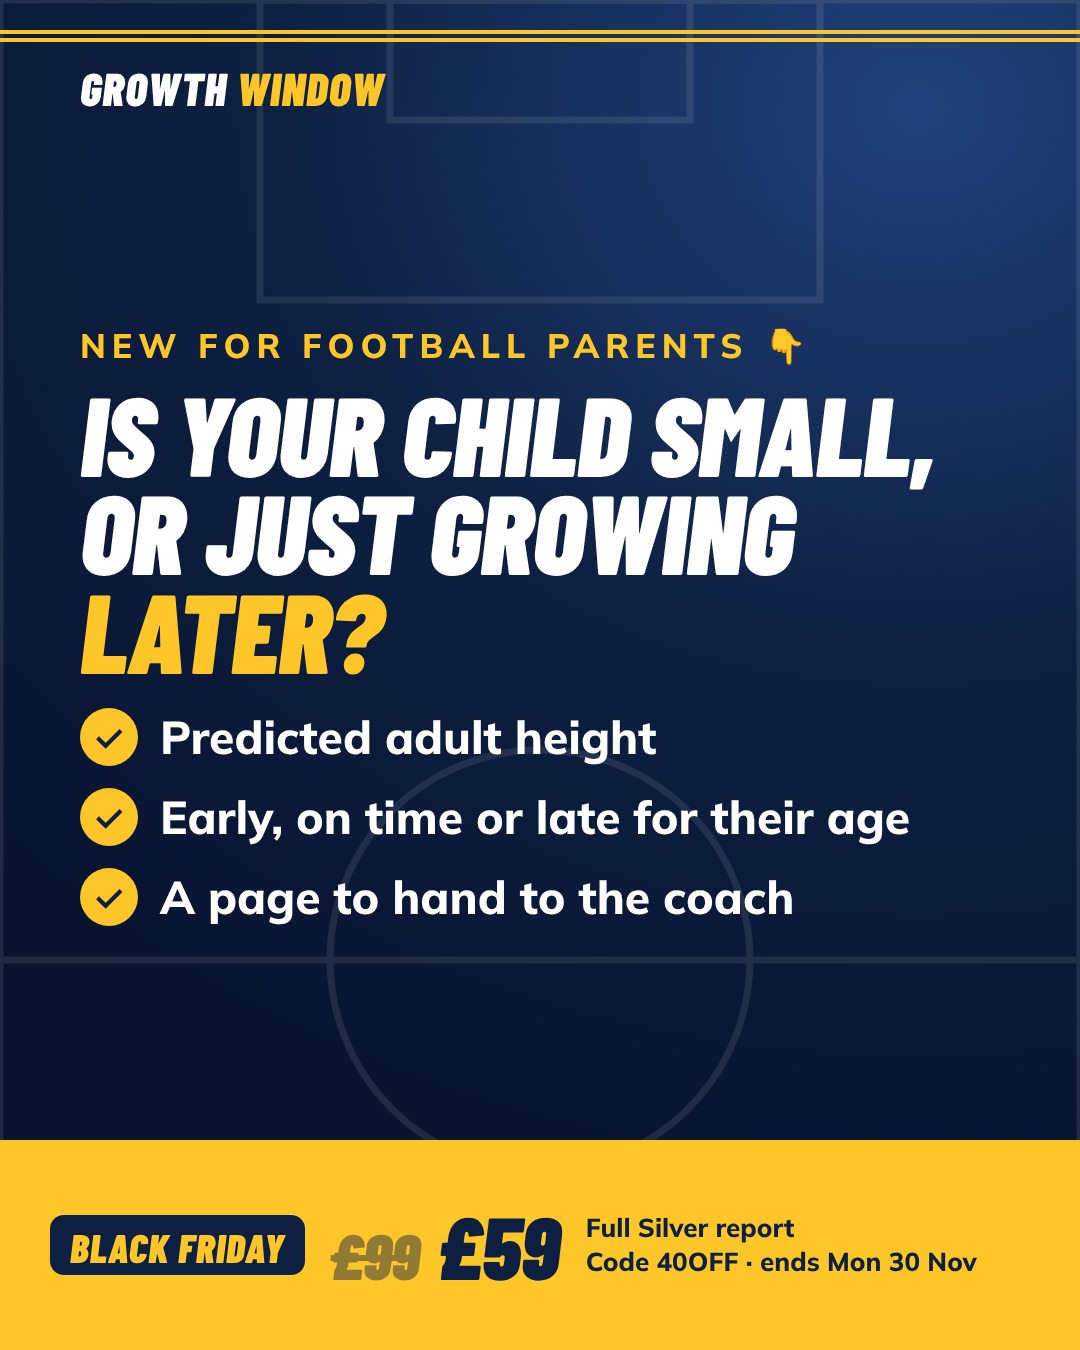 GROWTH WINDOW
NEW FOR FOOTBALL PARENTS 👇
IS YOUR CHILD SMALL,
OR JUST GROWING
LATER?
Predicted adult height
Early, on time or late for their age
A page to hand to the coach
BLACK FRIDAY £99 £59
Full Silver report
Code 40OFF · ends Mon 30 Nov